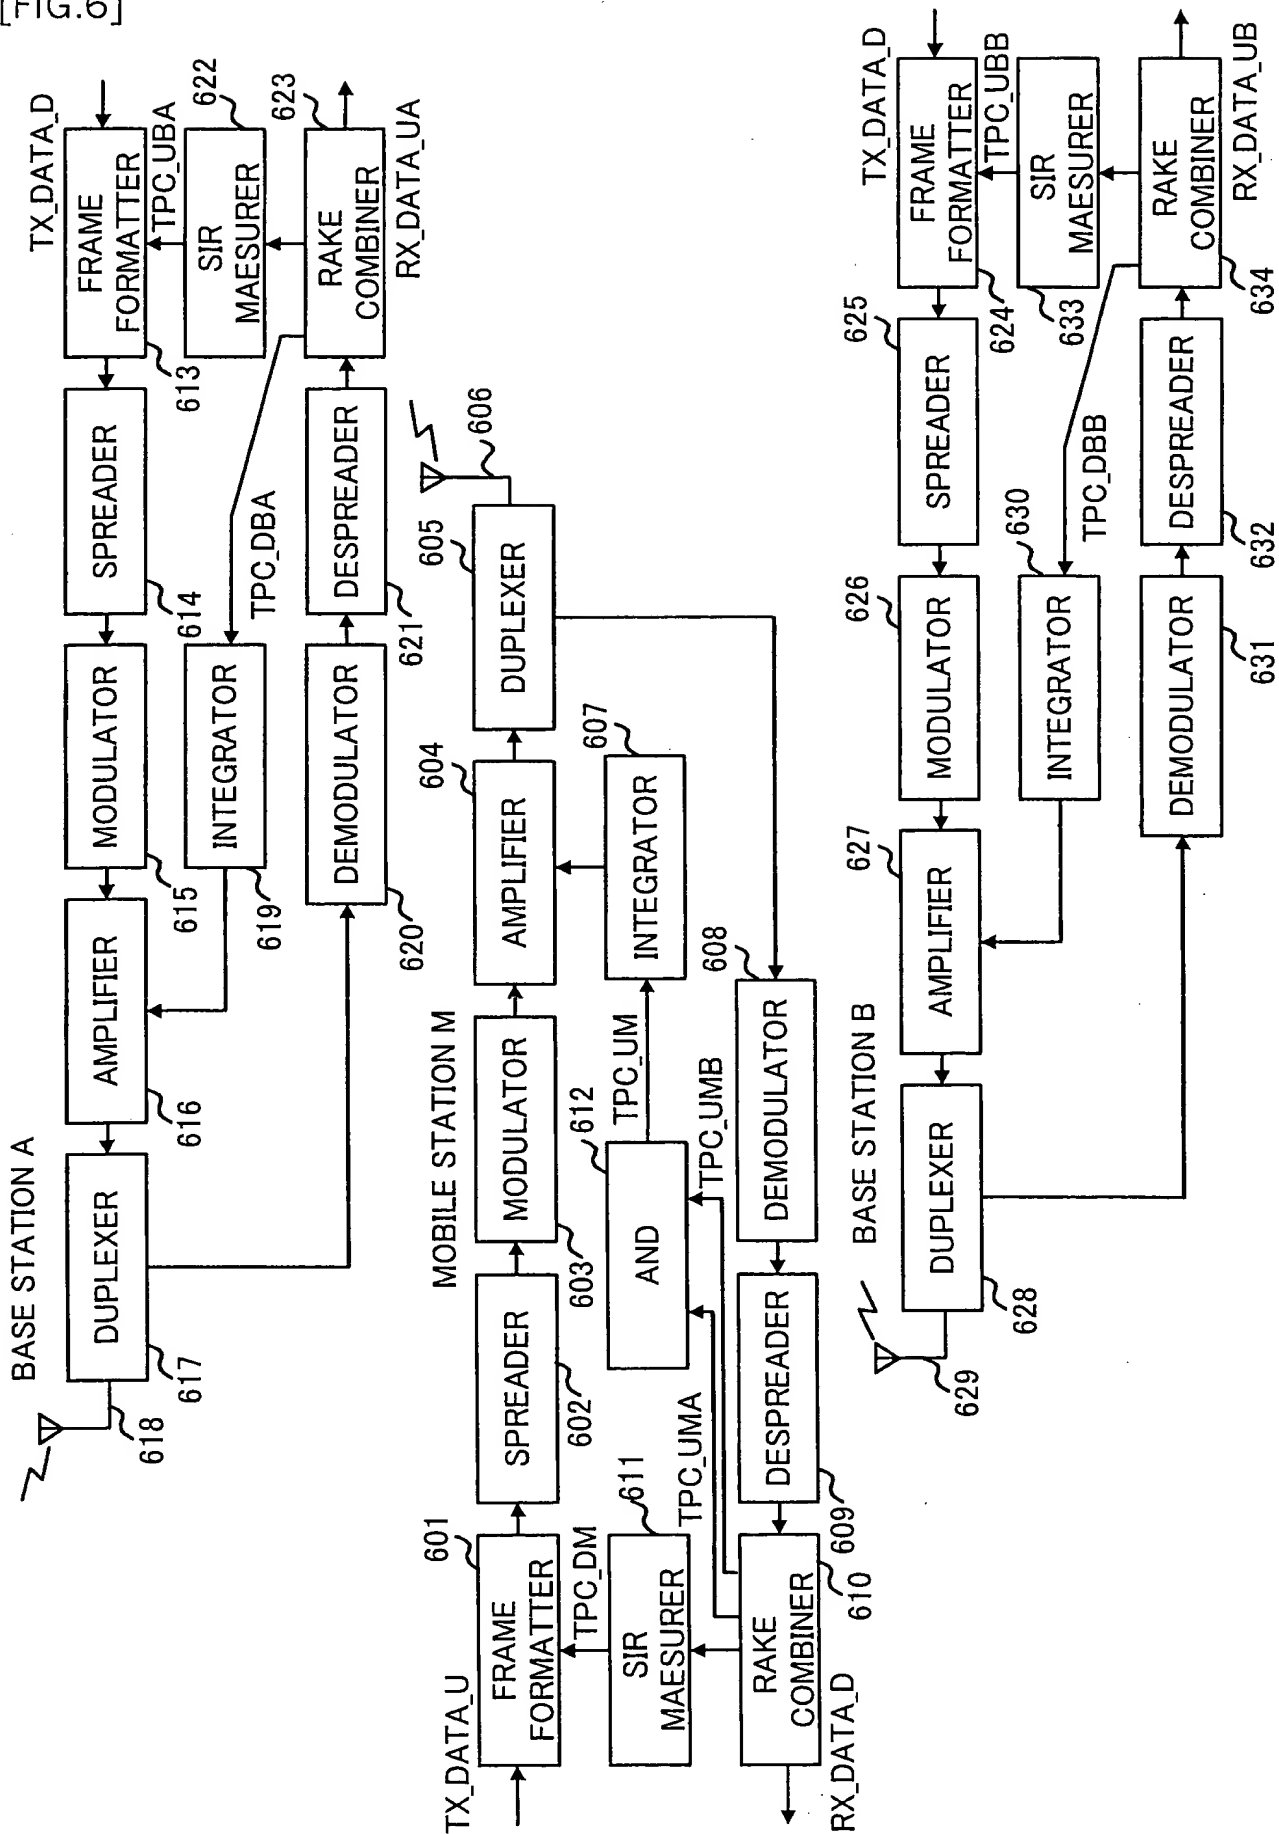 [FIG.6]
BASE STATION A
TX_DATA_D
FRAME
FORMATTER
613
SPREADER
614
MODULATOR
615
AMPLIFIER
616
DUPLEXER
617
618
TPC_UBA
SIR
MAESURER
622
INTEGRATOR
619
TPC_DBA
RAKE
COMBINER
623
RX_DATA_UA
DESPREADER
621
DEMODULATOR
620
MOBILE STATION M
TX_DATA_U
FRAME
FORMATTER
601
SPREADER
602
MODULATOR
603
AMPLIFIER
604
DUPLEXER
605
606
TPC_DM
SIR
MAESURER
611
AND
612
TPC_UM
INTEGRATOR
607
TPC_UMA
TPC_UMB
RAKE
COMBINER
610
RX_DATA_D
DESPREADER
609
DEMODULATOR
608
BASE STATION B
TX_DATA_D
FRAME
FORMATTER
624
SPREADER
625
MODULATOR
626
AMPLIFIER
627
DUPLEXER
628
629
TPC_UBB
SIR
MAESURER
633
INTEGRATOR
630
TPC_DBB
RAKE
COMBINER
634
RX_DATA_UB
DESPREADER
632
DEMODULATOR
631